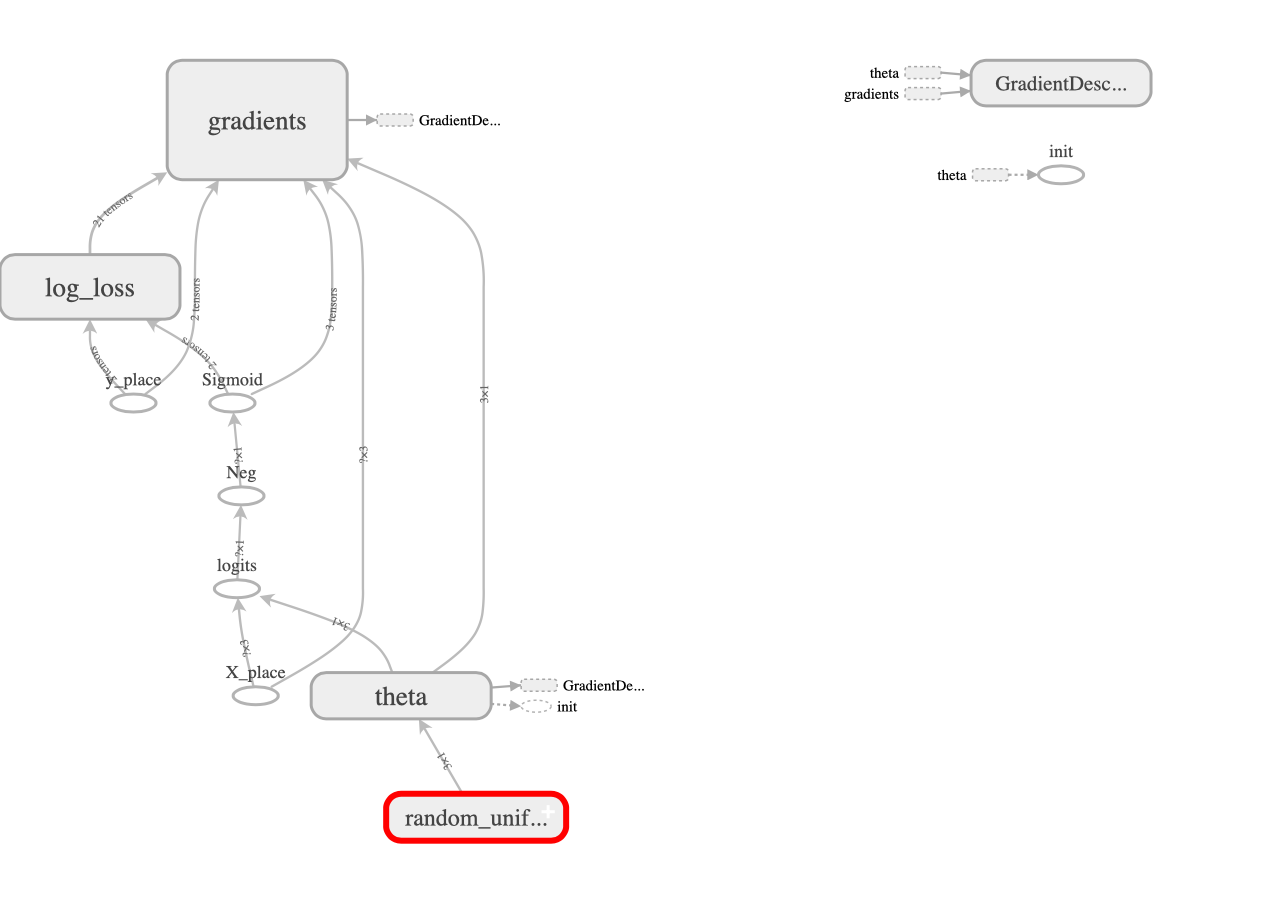 gradients
GradientDe...
theta
gradients
GradientDesc...
init
theta
21 tensors
log_loss
2 tensors
3 tensors
2 tensors
y_place
Sigmoid
3×1
?×3
?×1
Neg
?×1
logits
3×1
?×3
X_place
theta
GradientDe...
init
3×1
random_unif...
+